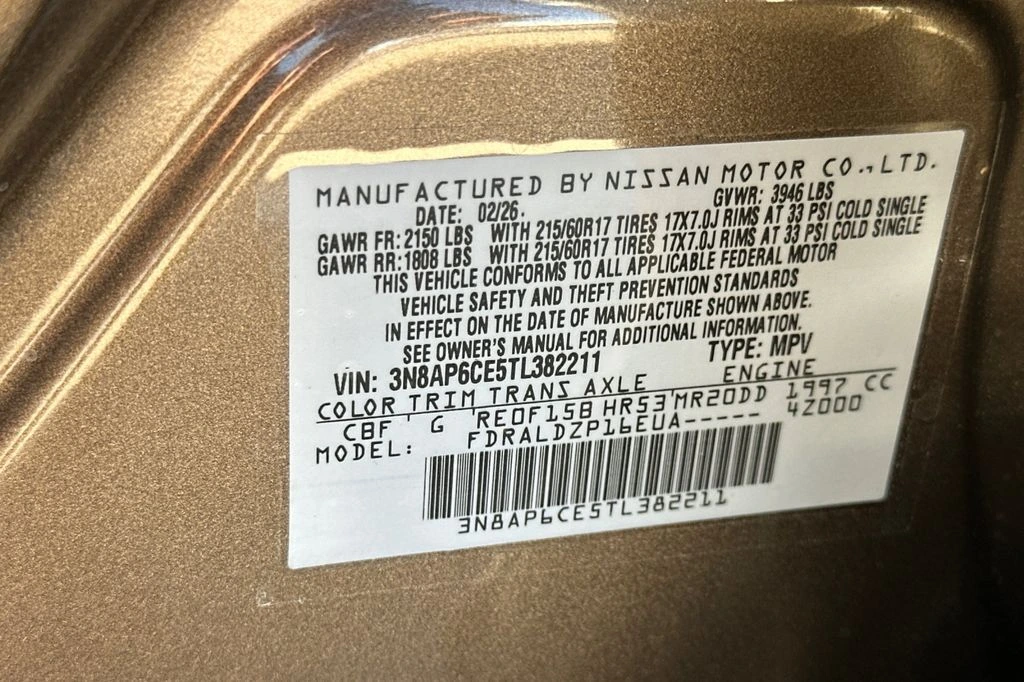 MANUFACTURED BY NISSAN MOTOR CO., LTD.
DATE: 02/26. GVWR: 3946 LBS
GAWR FR: 2150 LBS WITH 215/60R17 TIRES 17X7.0J RIMS AT 33 PSI COLD SINGLE
GAWR RR: 1808 LBS WITH 215/60R17 TIRES 17X7.0J RIMS AT 33 PSI COLD SINGLE
THIS VEHICLE CONFORMS TO ALL APPLICABLE FEDERAL MOTOR
VEHICLE SAFETY AND THEFT PREVENTION STANDARDS
IN EFFECT ON THE DATE OF MANUFACTURE SHOWN ABOVE.
SEE OWNER'S MANUAL FOR ADDITIONAL INFORMATION.
VIN: 3N8AP6CE5TL382211 TYPE: MPV
COLOR TRIM TRANS AXLE ENGINE
CBF G RE0F15B HR53 MR20DD 1997 CC
MODEL: FDRALDZP16EUA----- 4Z000
3N8AP6CE5TL382211